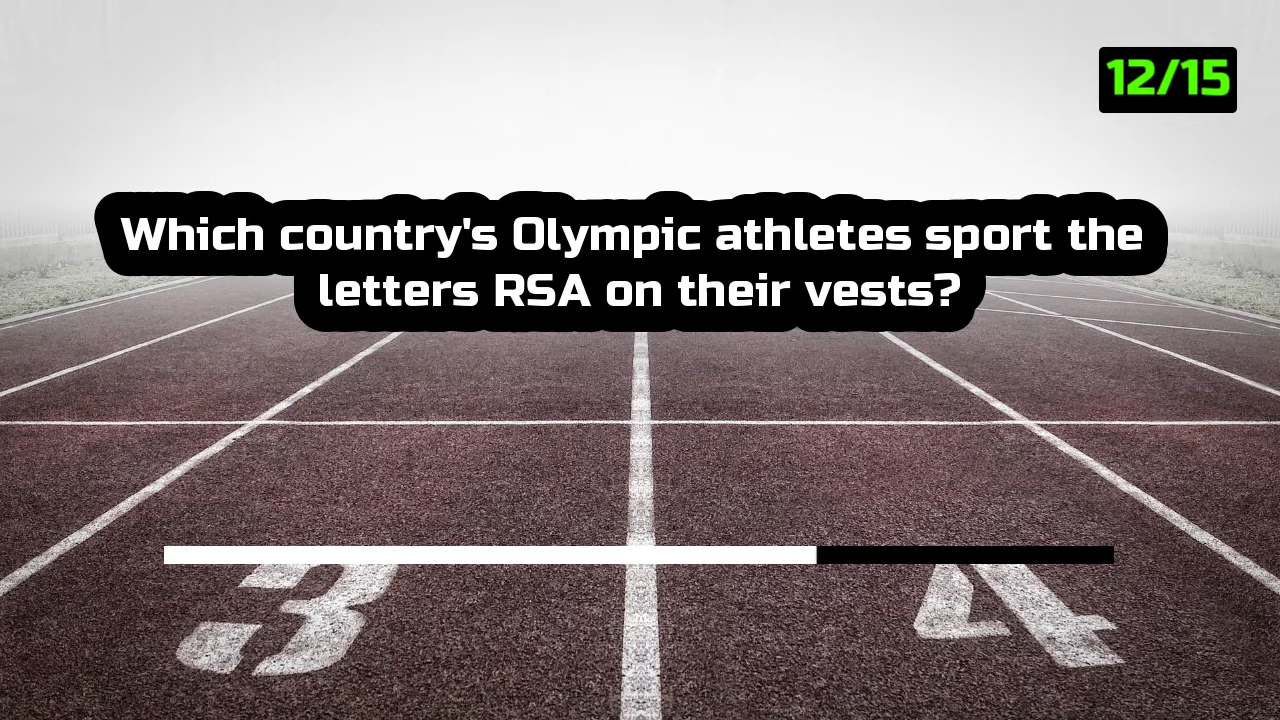 12/15
Which country's Olympic athletes sport the
letters RSA on their vests?
3 4